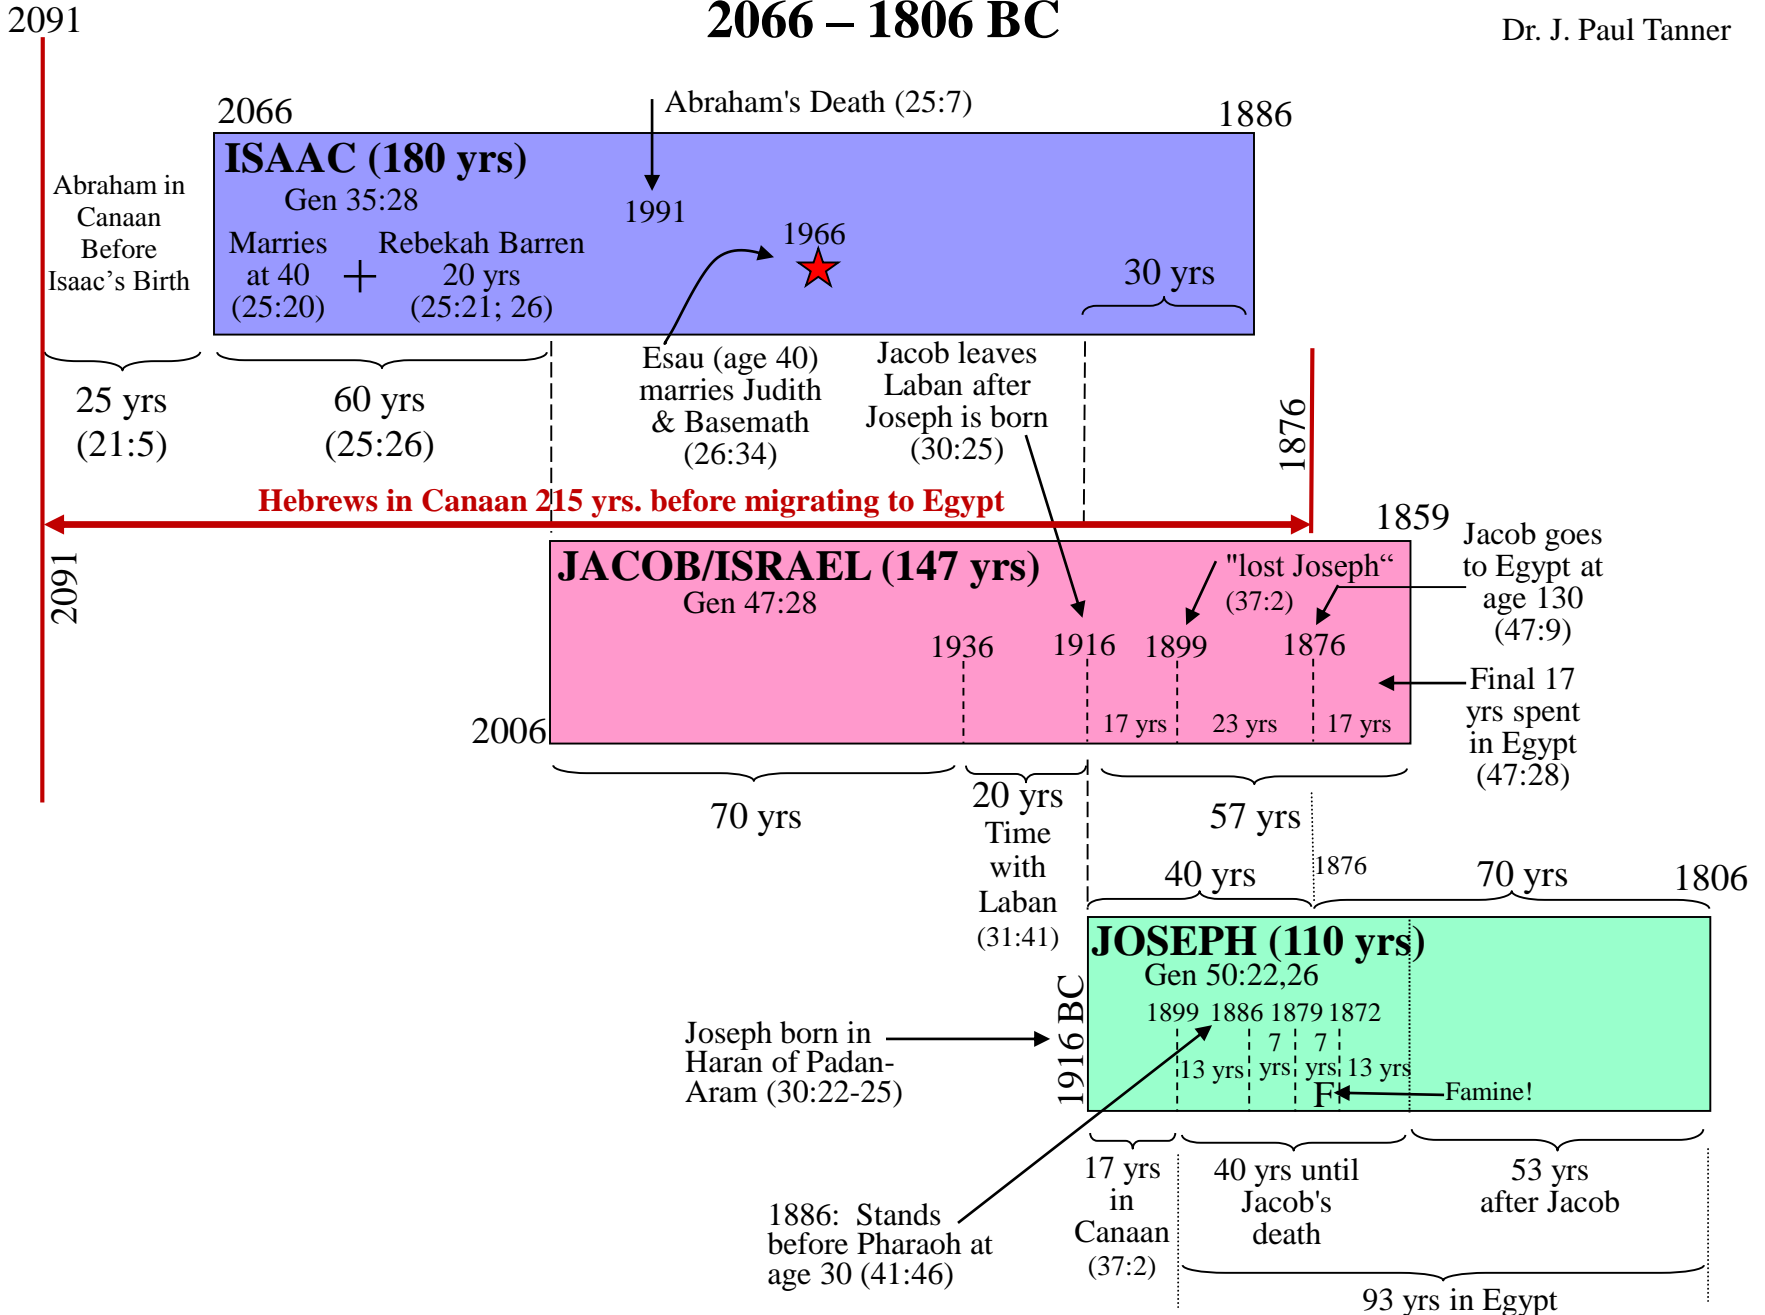 2091
2066 – 1806 BC
Dr. J. Paul Tanner
2066
Abraham's Death (25:7)
1886
ISAAC (180 yrs)
Gen 35:28
1991
Abraham in
Canaan
Before
Isaac’s Birth
Marries
at 40
(25:20)
+
Rebekah Barren
20 yrs
(25:21; 26)
1966
30 yrs
25 yrs
(21:5)
60 yrs
(25:26)
Esau (age 40)
marries Judith
& Basemath
(26:34)
Jacob leaves
Laban after
Joseph is born
(30:25)
1876
Hebrews in Canaan 215 yrs. before migrating to Egypt
2091
1859
JACOB/ISRAEL (147 yrs)
Gen 47:28
"lost Joseph“
(37:2)
Jacob goes
to Egypt at
age 130
(47:9)
1936
1916
1899
1876
Final 17
yrs spent
in Egypt
(47:28)
2006
17 yrs
23 yrs
17 yrs
70 yrs
20 yrs
Time
with
Laban
(31:41)
57 yrs
40 yrs
1876
70 yrs
1806
JOSEPH (110 yrs)
Gen 50:22,26
1916 BC
1899 1886 1879 1872
13 yrs
7
yrs
7
yrs
13 yrs
F
Famine!
Joseph born in
Haran of Padan-
Aram (30:22-25)
17 yrs
in
Canaan
(37:2)
40 yrs until
Jacob's
death
53 yrs
after Jacob
1886:  Stands
before Pharaoh at
age 30 (41:46)
93 yrs in Egypt